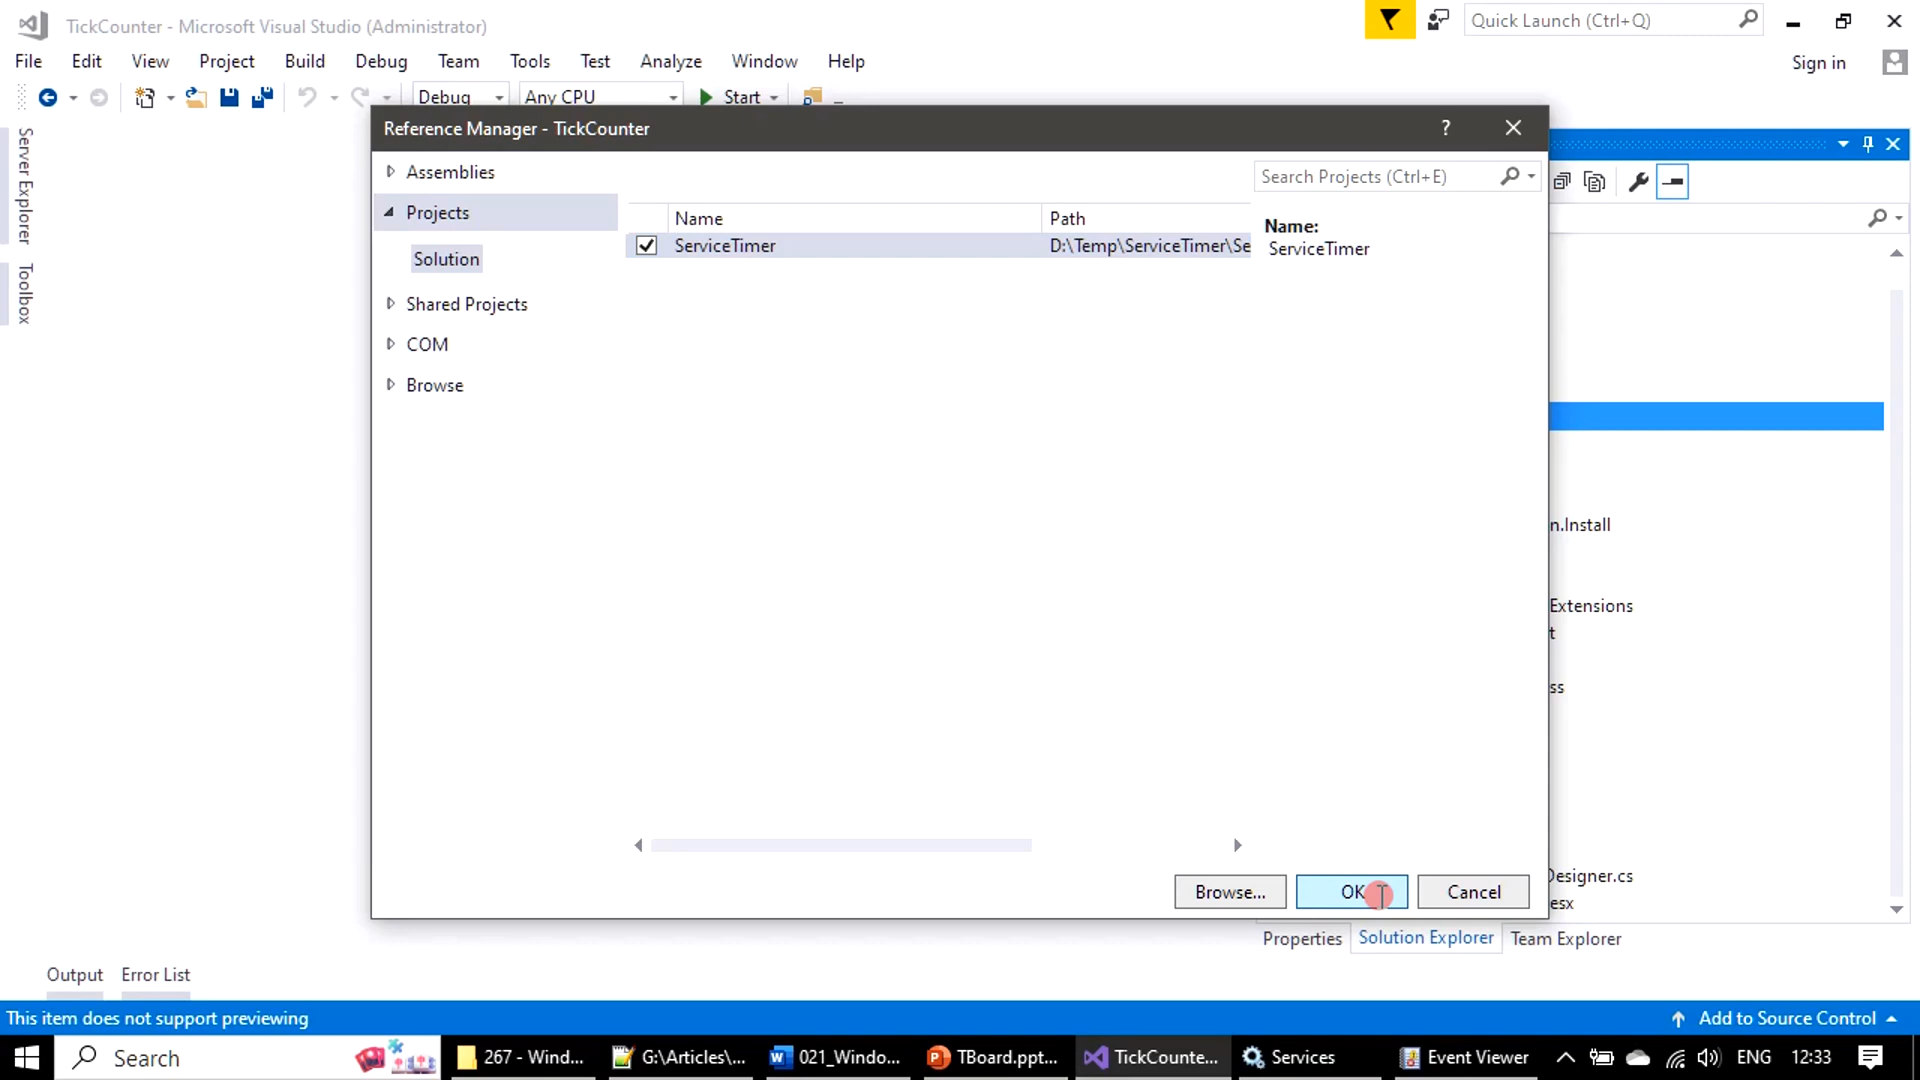 TickCounter - Microsoft Visual Studio (Administrator)
Quick Launch (Ctrl+Q)
File Edit View Project Build Debug Team Tools Test Analyze Window Help
Sign in
Debug Any CPU Start
Reference Manager - TickCounter
?
Server Explorer
Toolbox
Assemblies
Projects
Solution
Shared Projects
COM
Browse
Search Projects (Ctrl+E)
Name Path
ServiceTimer D:\Temp\ServiceTimer\Se
Name:
ServiceTimer
n.Install
Extensions
t
ss
Designer.cs
esx
Browse... OK Cancel
Properties Solution Explorer Team Explorer
Output Error List
This item does not support previewing
Add to Source Control
Search
267 - Wind...
G:\Articles\...
021_Windo...
TBoard.ppt...
TickCounte...
Services
Event Viewer
ENG
12:33